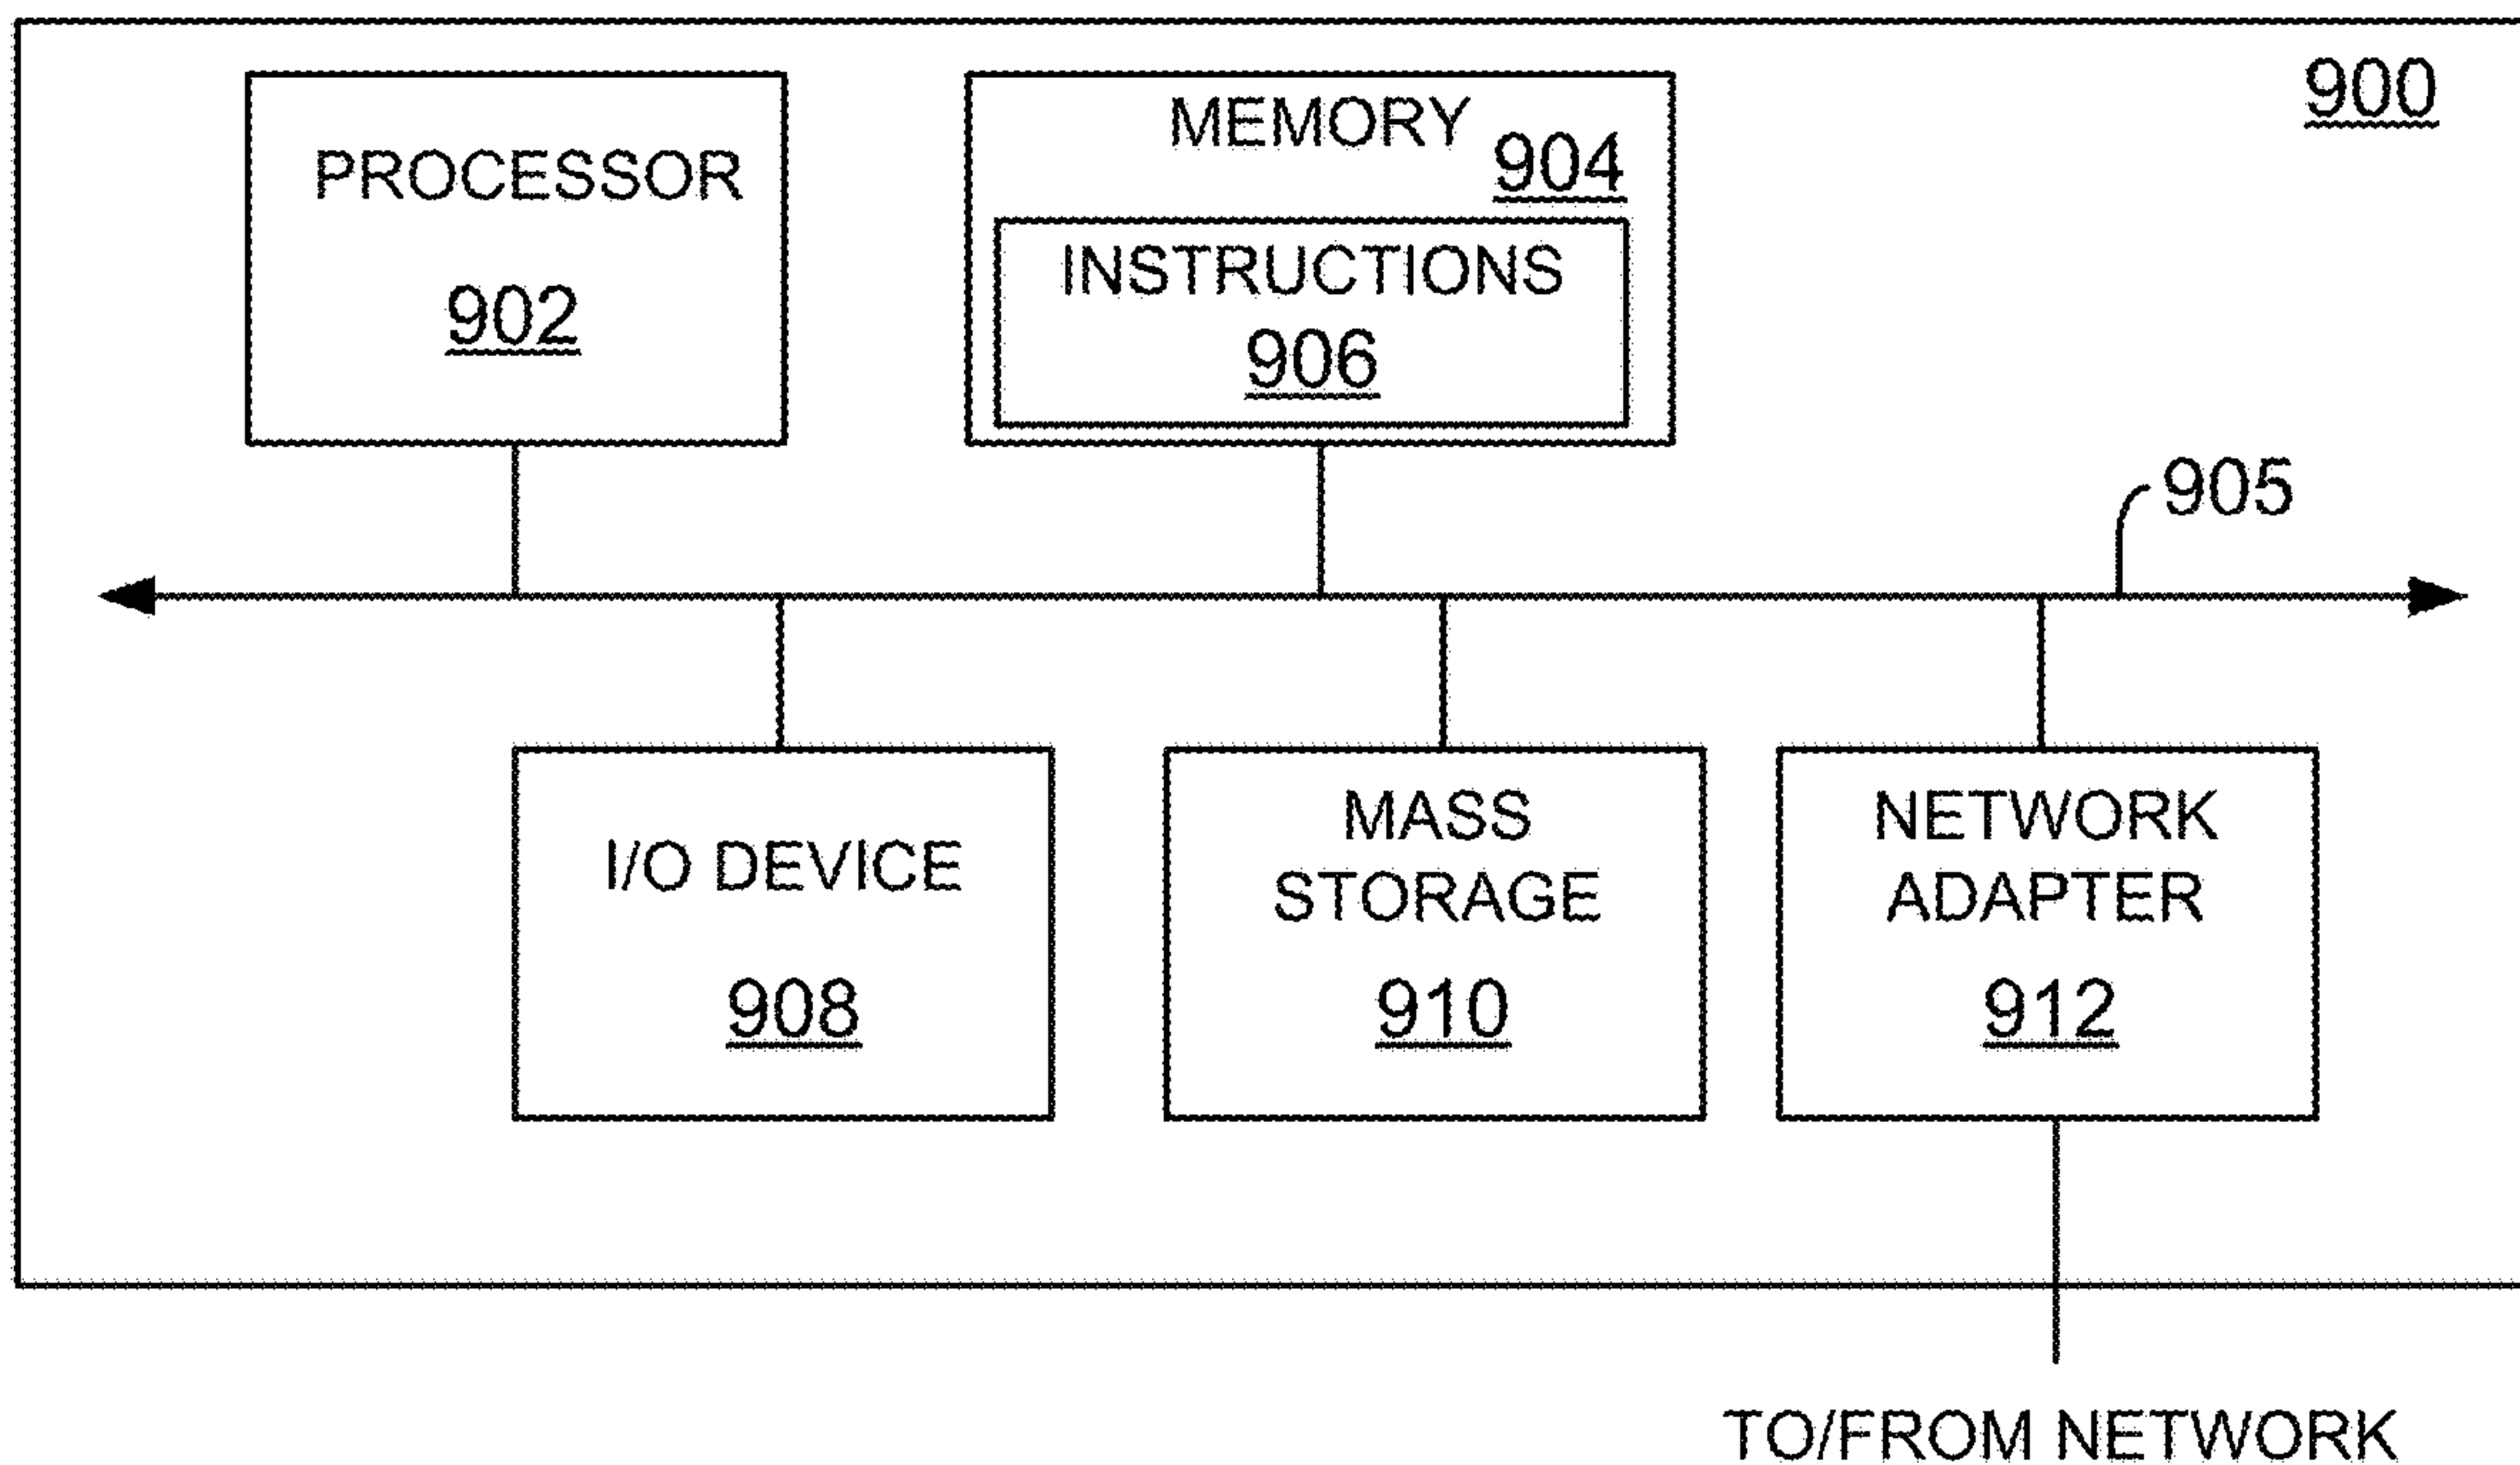 900
PROCESSOR
902
MEMORY
904
INSTRUCTIONS
906
905
I/O DEVICE
908
MASS
STORAGE
910
NETWORK
ADAPTER
912
TO/FROM NETWORK